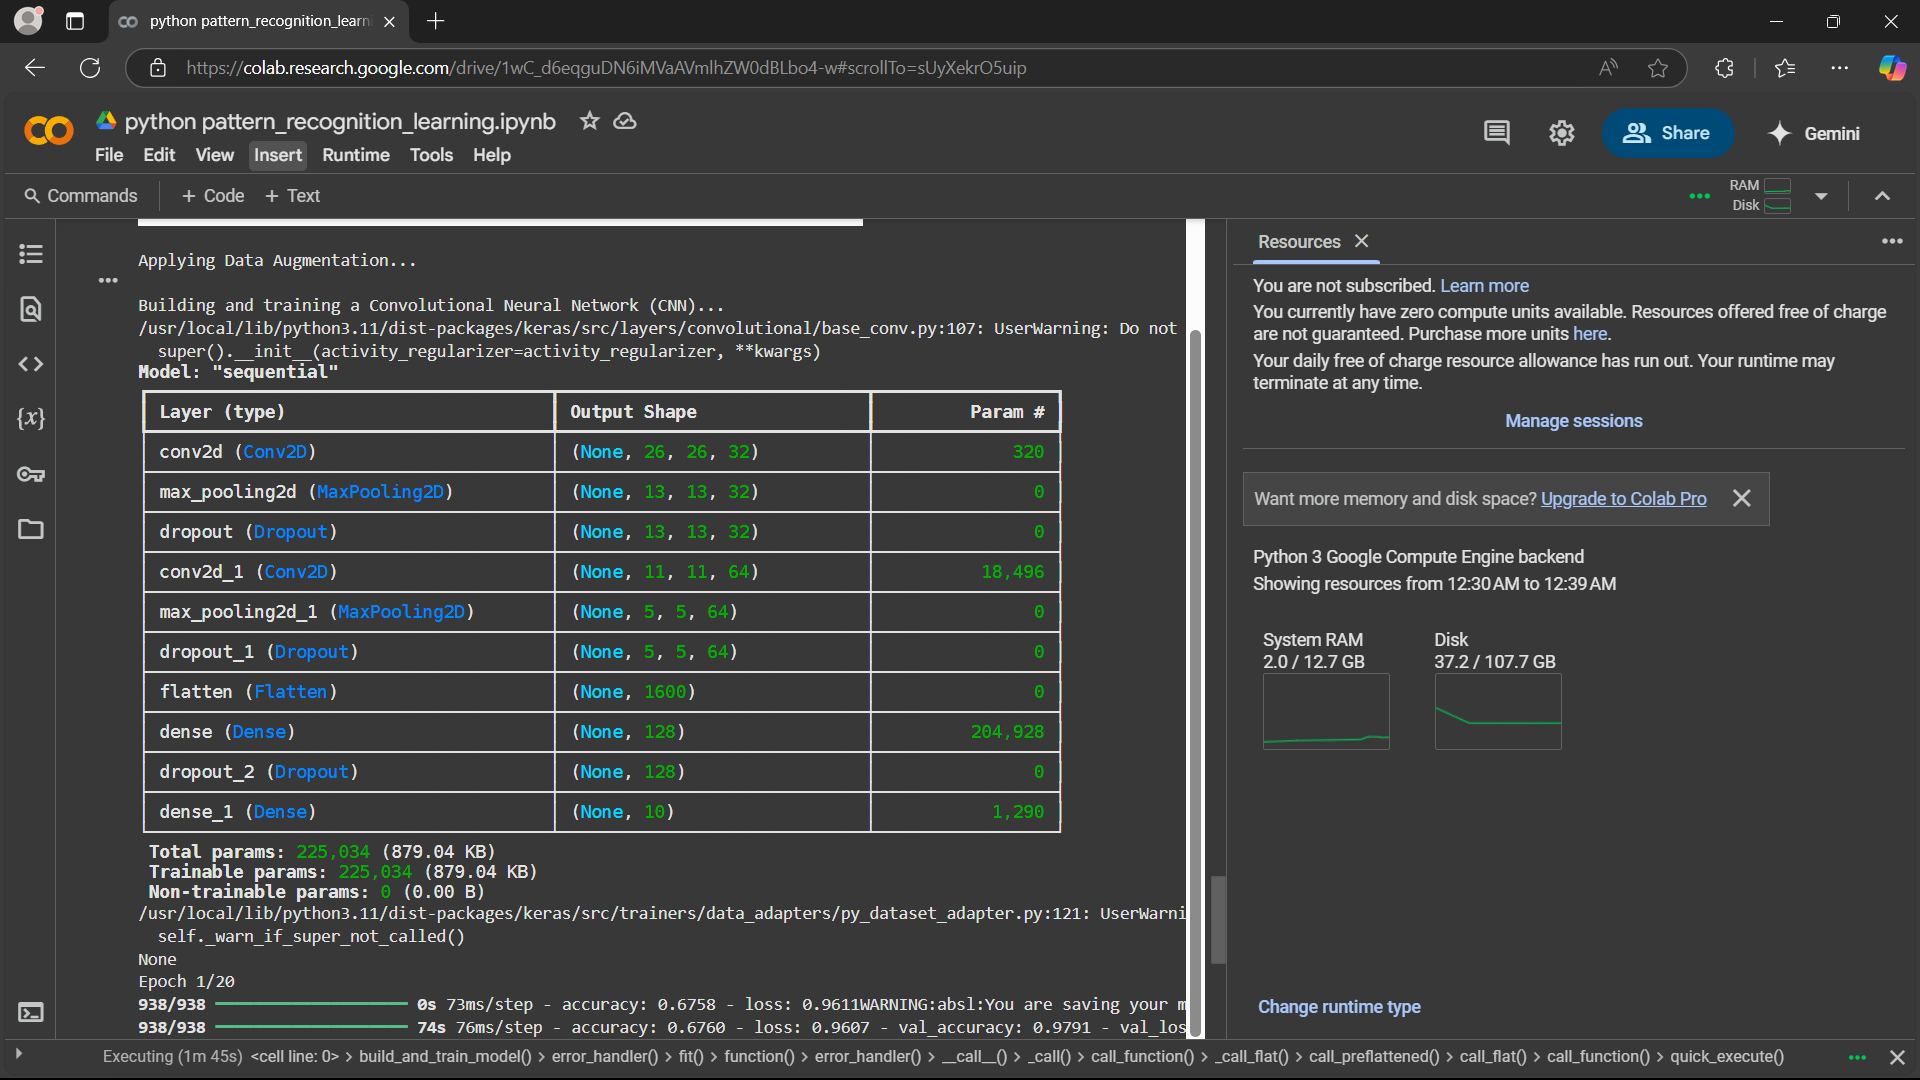 python pattern_recognition_learn
https://colab.research.google.com/drive/1wC_d6eqguDN6iMVaAVmlhZW0dBLbo4-w#scrollTo=sUyXekrO5uip
python pattern_recognition_learning.ipynb
File Edit View Insert Runtime Tools Help
Share
Gemini
Commands + Code + Text
RAM
Disk
Applying Data Augmentation...
Building and training a Convolutional Neural Network (CNN)...
/usr/local/lib/python3.11/dist-packages/keras/src/layers/convolutional/base_conv.py:107: UserWarning: Do not
super().__init__(activity_regularizer=activity_regularizer, **kwargs)
Model: "sequential"
Layer (type) Output Shape Param #
conv2d (Conv2D) (None, 26, 26, 32) 320
max_pooling2d (MaxPooling2D) (None, 13, 13, 32) 0
dropout (Dropout) (None, 13, 13, 32) 0
conv2d_1 (Conv2D) (None, 11, 11, 64) 18,496
max_pooling2d_1 (MaxPooling2D) (None, 5, 5, 64) 0
dropout_1 (Dropout) (None, 5, 5, 64) 0
flatten (Flatten) (None, 1600) 0
dense (Dense) (None, 128) 204,928
dropout_2 (Dropout) (None, 128) 0
dense_1 (Dense) (None, 10) 1,290
Total params: 225,034 (879.04 KB)
Trainable params: 225,034 (879.04 KB)
Non-trainable params: 0 (0.00 B)
/usr/local/lib/python3.11/dist-packages/keras/src/trainers/data_adapters/py_dataset_adapter.py:121: UserWarni
self._warn_if_super_not_called()
None
Epoch 1/20
938/938 0s 73ms/step - accuracy: 0.6758 - loss: 0.9611WARNING:absl:You are saving your m
938/938 74s 76ms/step - accuracy: 0.6760 - loss: 0.9607 - val_accuracy: 0.9791 - val_los
Resources
You are not subscribed. Learn more
You currently have zero compute units available. Resources offered free of charge
are not guaranteed. Purchase more units here.
Your daily free of charge resource allowance has run out. Your runtime may
terminate at any time.
Manage sessions
Want more memory and disk space? Upgrade to Colab Pro
Python 3 Google Compute Engine backend
Showing resources from 12:30 AM to 12:39 AM
System RAM
2.0 / 12.7 GB
Disk
37.2 / 107.7 GB
Change runtime type
Executing (1m 45s) <cell line: 0> > build_and_train_model() > error_handler() > fit() > function() > error_handler() > __call__() > _call() > call_function() > _call_flat() > call_preflattened() > call_flat() > call_function() > quick_execute()